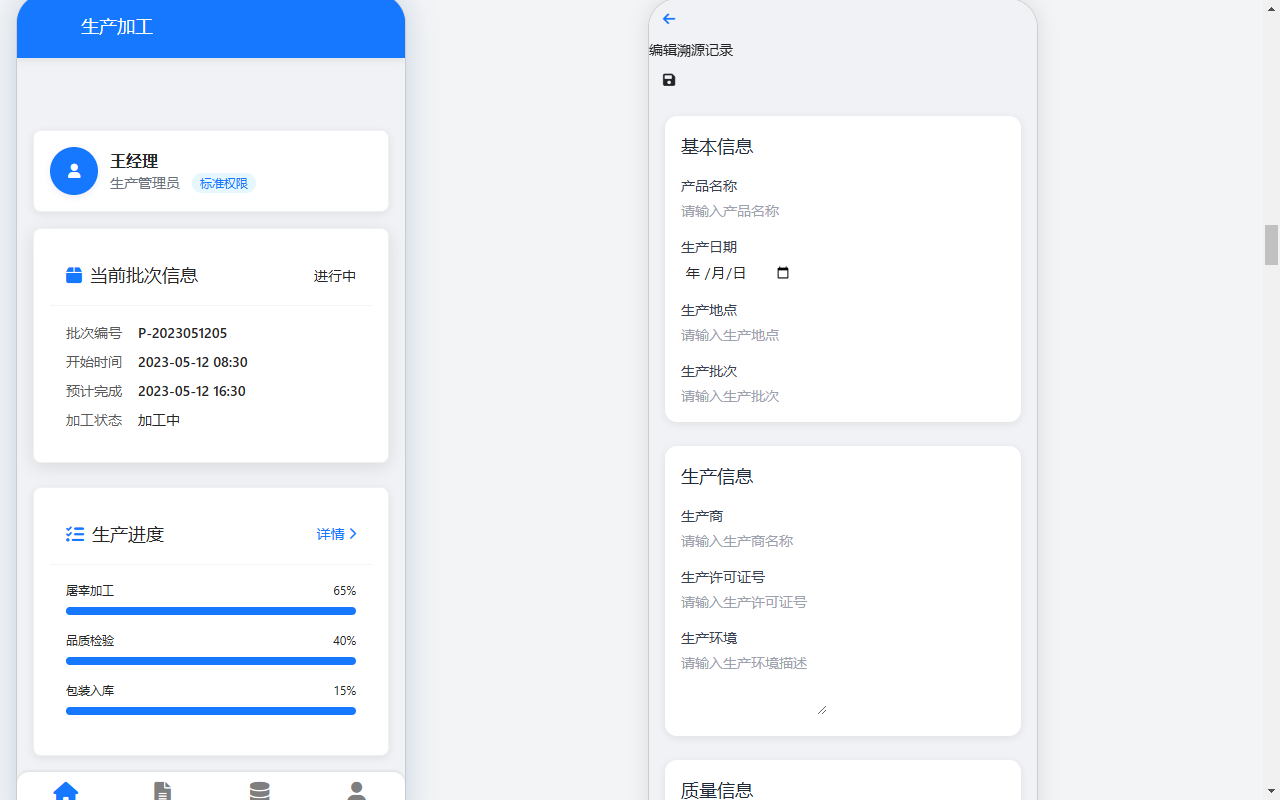 生产加工
王经理
生产管理员 标准权限
当前批次信息 进行中
批次编号 P-2023051205
开始时间 2023-05-12 08:30
预计完成 2023-05-12 16:30
加工状态 加工中
生产进度 详情
屠宰加工 65%
品质检验 40%
包装入库 15%
编辑溯源记录
基本信息
产品名称
请输入产品名称
生产日期
年 /月/日
生产地点
请输入生产地点
生产批次
请输入生产批次
生产信息
生产商
请输入生产商名称
生产许可证号
请输入生产许可证号
生产环境
请输入生产环境描述
质量信息